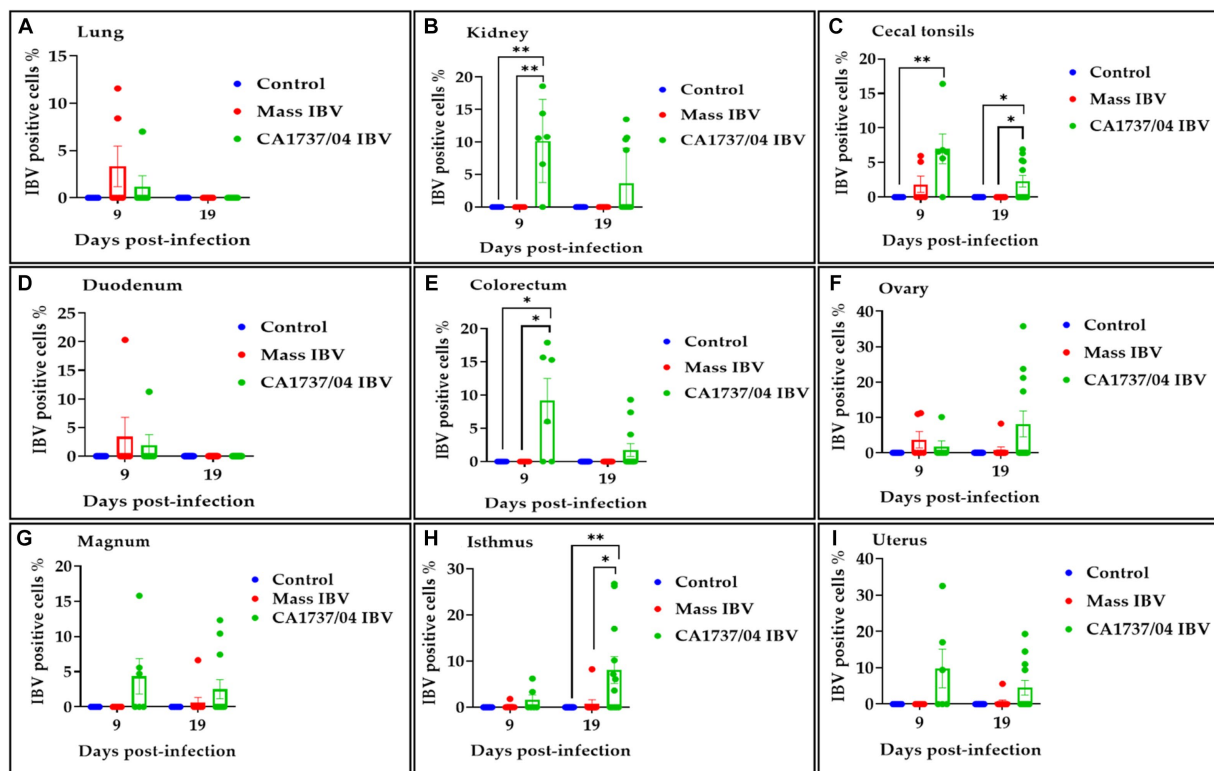 A
Lung
IBV positive cells %
15
10
5
0
9
19
Days post-infection
Control
Mass IBV
CA1737/04 IBV
B
Kidney
IBV positive cells %
20
15
10
5
0
**
**
9
19
Days post-infection
Control
Mass IBV
CA1737/04 IBV
C
Cecal tonsils
IBV positive cells %
20
15
10
5
0
**
*
*
9
19
Days post-infection
Control
Mass IBV
CA1737/04 IBV
D
Duodenum
IBV positive cells %
25
20
15
10
5
0
9
19
Days post-infection
Control
Mass IBV
CA1737/04 IBV
E
Colorectum
IBV positive cells %
20
15
10
5
0
*
*
9
19
Days post-infection
Control
Mass IBV
CA1737/04 IBV
F
Ovary
IBV positive cells %
40
30
20
10
0
9
19
Days post-infection
Control
Mass IBV
CA1737/04 IBV
G
Magnum
IBV positive cells %
20
15
10
5
0
9
19
Days post-infection
Control
Mass IBV
CA1737/04 IBV
H
Isthmus
IBV positive cells %
30
20
10
0
**
*
9
19
Days post-infection
Control
Mass IBV
CA1737/04 IBV
I
Uterus
IBV positive cells %
40
30
20
10
0
9
19
Days post-infection
Control
Mass IBV
CA1737/04 IBV